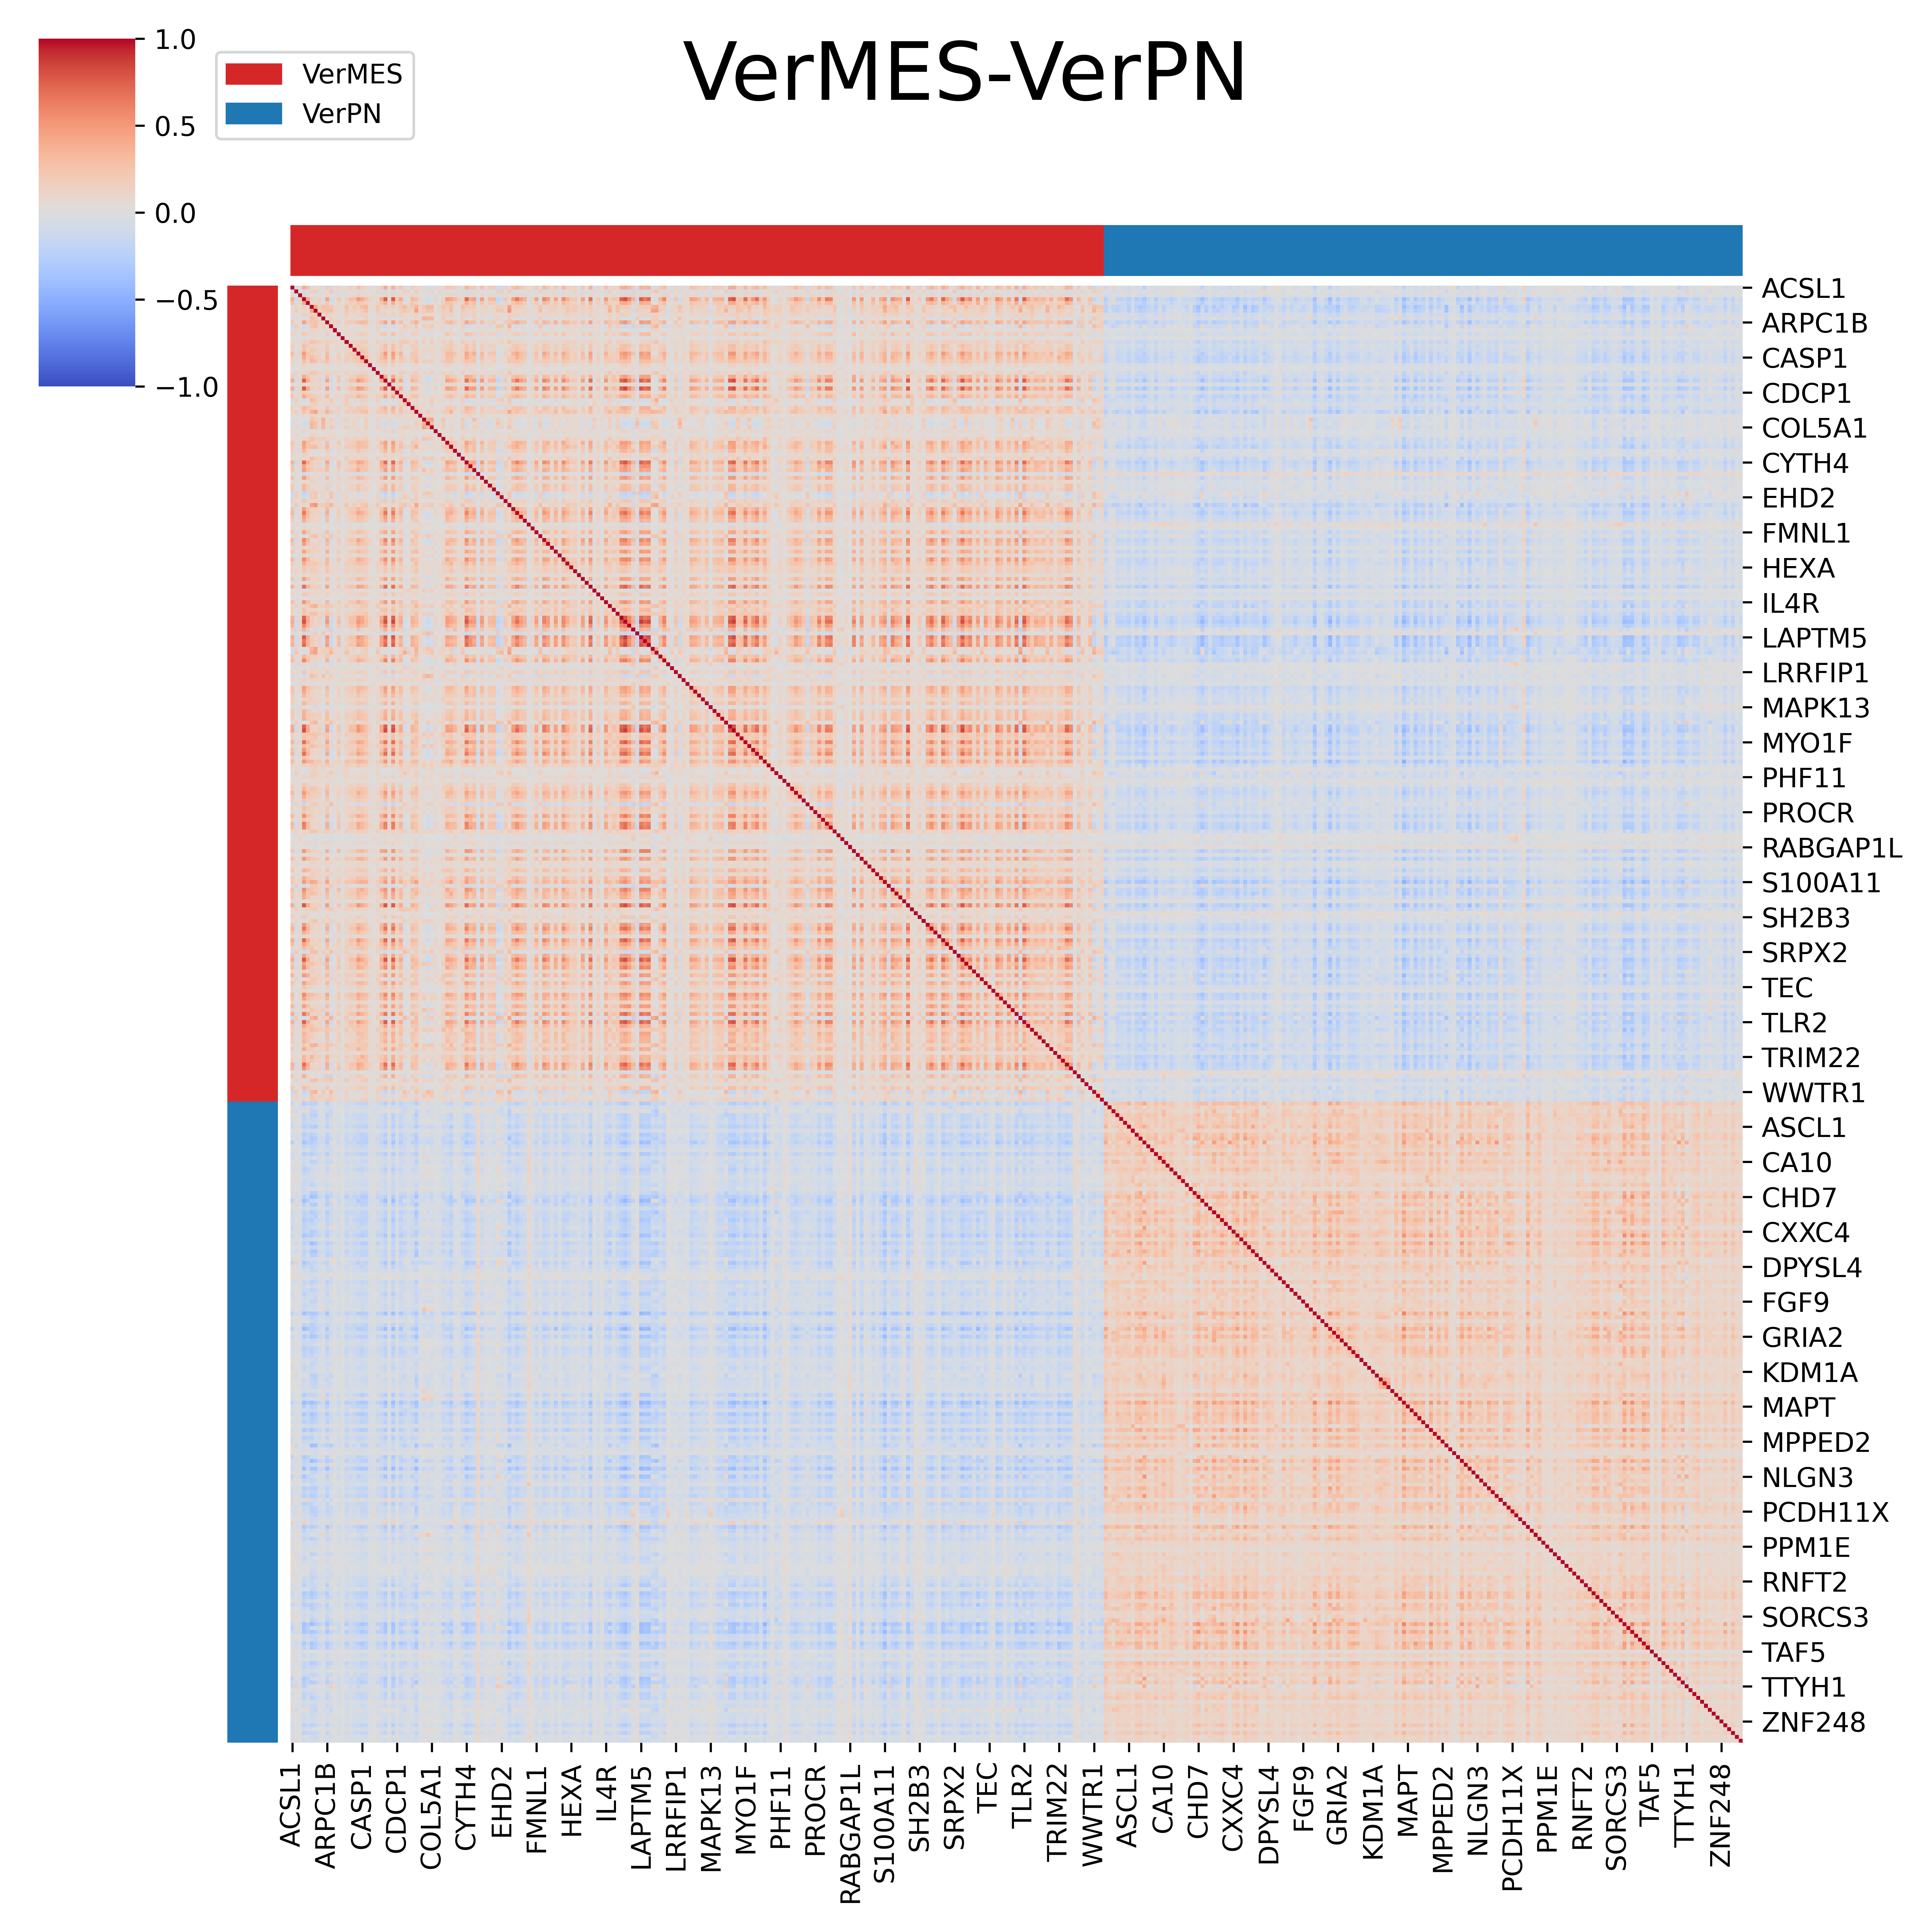 VerMES-VerPN
1.0
0.5
0.0
−0.5
−1.0
VerMES
VerPN
ACSL1
ARPC1B
CASP1
CDCP1
COL5A1
CYTH4
EHD2
FMNL1
HEXA
IL4R
LAPTM5
LRRFIP1
MAPK13
MYO1F
PHF11
PROCR
RABGAP1L
S100A11
SH2B3
SRPX2
TEC
TLR2
TRIM22
WWTR1
ASCL1
CA10
CHD7
CXXC4
DPYSL4
FGF9
GRIA2
KDM1A
MAPT
MPPED2
NLGN3
PCDH11X
PPM1E
RNFT2
SORCS3
TAF5
TTYH1
ZNF248
ACSL1
ARPC1B
CASP1
CDCP1
COL5A1
CYTH4
EHD2
FMNL1
HEXA
IL4R
LAPTM5
LRRFIP1
MAPK13
MYO1F
PHF11
PROCR
RABGAP1L
S100A11
SH2B3
SRPX2
TEC
TLR2
TRIM22
WWTR1
ASCL1
CA10
CHD7
CXXC4
DPYSL4
FGF9
GRIA2
KDM1A
MAPT
MPPED2
NLGN3
PCDH11X
PPM1E
RNFT2
SORCS3
TAF5
TTYH1
ZNF248